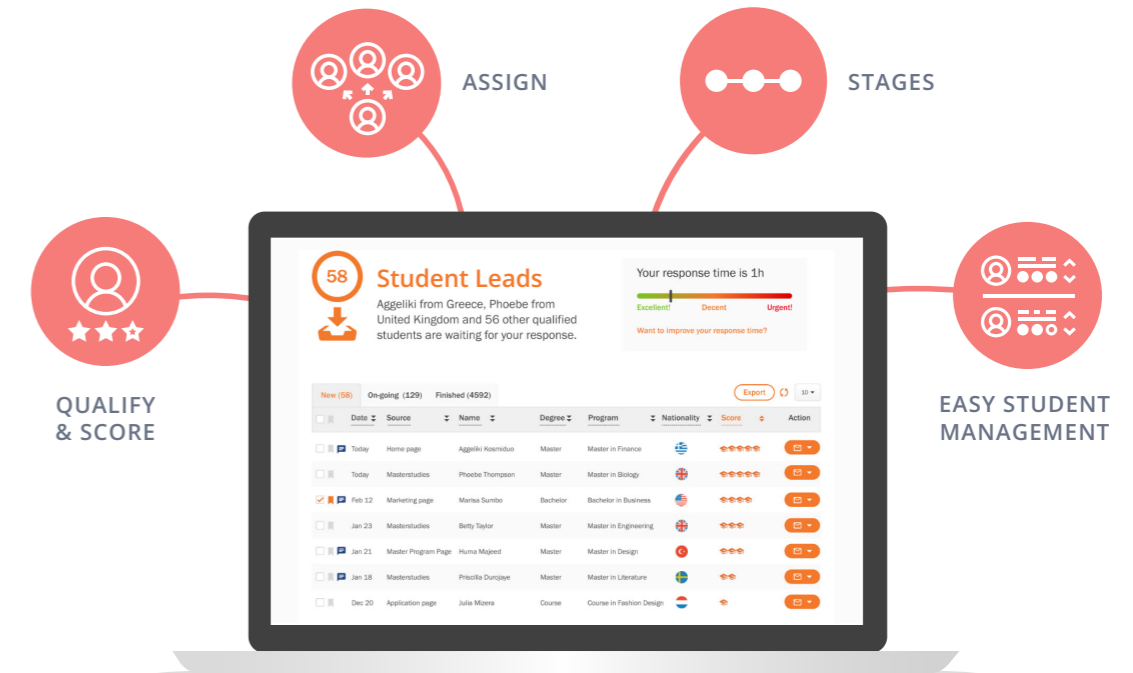 ASSIGN
STAGES
QUALIFY
& SCORE
EASY STUDENT
MANAGEMENT
58
Student Leads
Aggeliki from Greece, Phoebe from
United Kingdom and 56 other qualified
students are waiting for your response.
Your response time is 1h
Excellent! Decent Urgent!
Want to improve your response time?
New (58) On-going (129) Finished (4592) Export 10
Date Source Name Degree Program Nationality Score Action
Today Home page Aggeliki Kosmiduo Master Master in Finance
Today Masterstudies Phoebe Thompson Master Master in Biology
Feb 12 Marketing page Marisa Sumbo Bachelor Bachelor in Business
Jan 23 Masterstudies Betty Taylor Master Master in Engineering
Jan 21 Master Program Page Huma Majeed Master Master in Design
Jan 18 Masterstudies Priscilla Durojaye Master Master in Literature
Dec 20 Application page Julia Mizera Course Course in Fashion Design